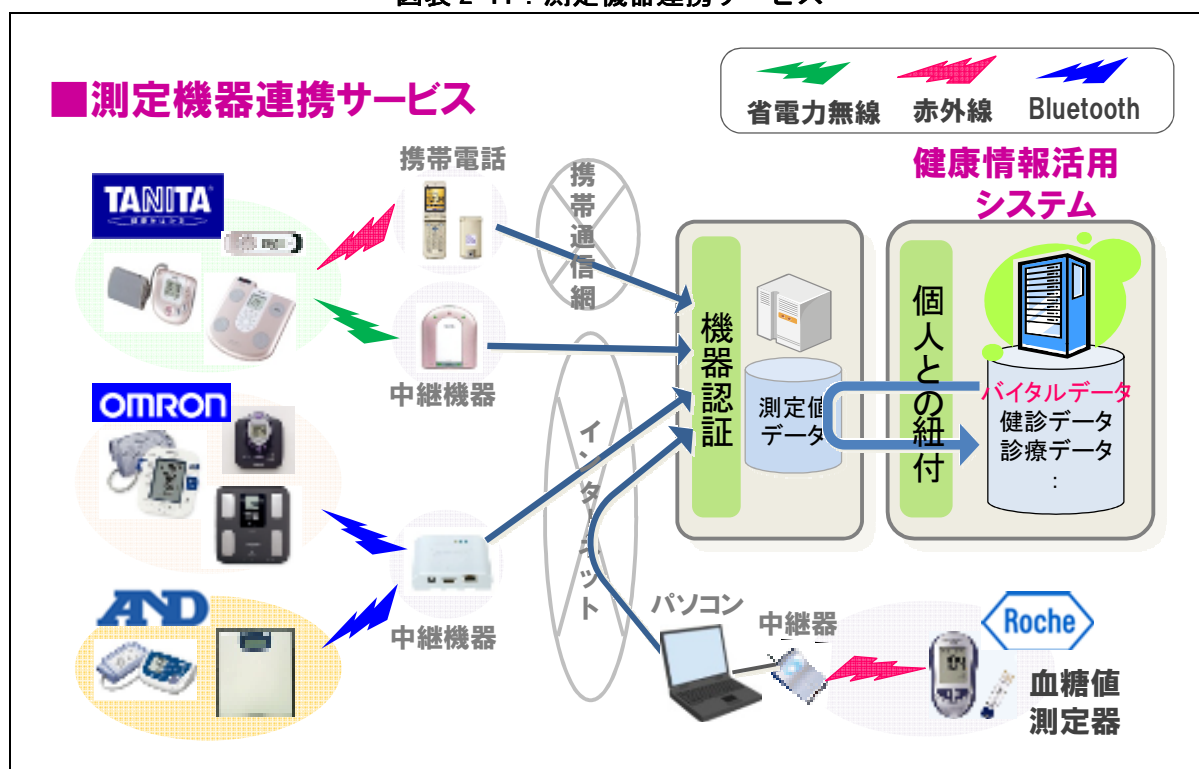 ■測定機器連携サービス
省電力無線 赤外線 Bluetooth
健康情報活用
システム
携帯電話
携帯通信網
TANITA
中継機器
機器認証
測定値
データ
個人との紐付
バイタルデータ
健診データ
診療データ
:
OMRON
インターネット
中継機器
AND
パソコン
中継器
Roche
血糖値
測定器